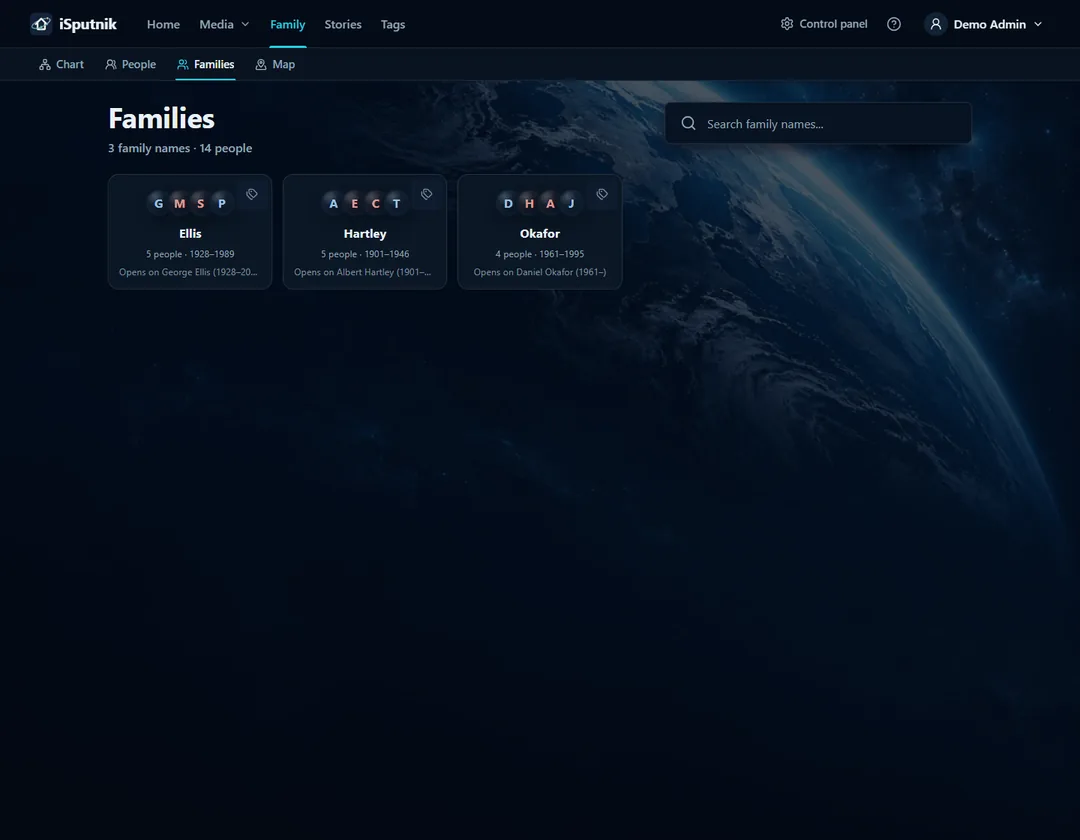 iSputnik Home Media Family Stories Tags Control panel Demo Admin
Chart People Families Map
Families
Search family names...
3 family names · 14 people
G M S P
Ellis
5 people · 1928–1989
Opens on George Ellis (1928–20...
A E C T
Hartley
5 people · 1901–1946
Opens on Albert Hartley (1901–...
D H A J
Okafor
4 people · 1961–1995
Opens on Daniel Okafor (1961–)